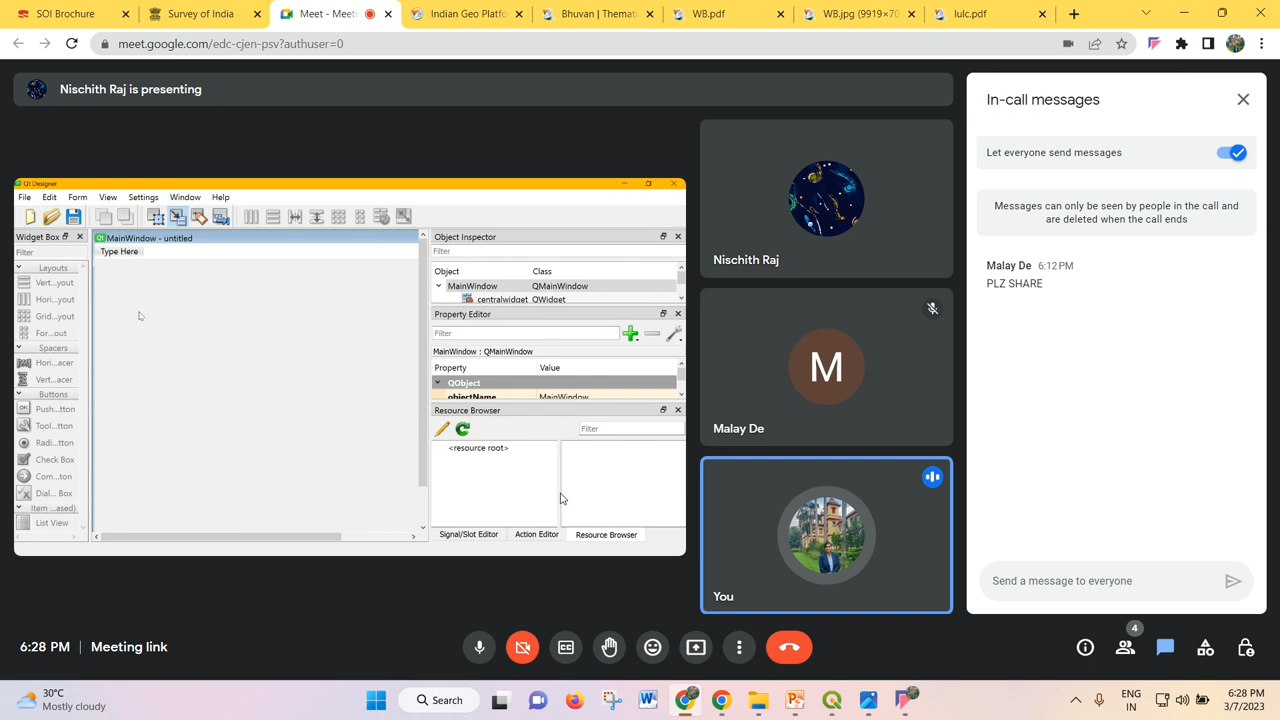 SOI Brochure
Survey of India
Meet - Meeti
Indian Geo Platfo
Bhuvan | Themati
WB.pdf
WB.jpg (9919×70
lulc.pdf
meet.google.com/edc-cjen-psv?authuser=0
Nischith Raj is presenting
Qt Designer
File Edit Form View Settings Window Help
Widget Box
Filter
Layouts
Vert...yout
Hori...yout
Grid...yout
For...out
Spacers
Hori...acer
Vert...acer
Buttons
Push...tton
Tool...tton
Radi...tton
Check Box
Com...ton
Dial... Box
Item ...ased)
List View
MainWindow - untitled
Type Here
Object Inspector
Filter
Object Class
MainWindow QMainWindow
centralwidget QWidget
Property Editor
Filter
MainWindow : QMainWindow
Property Value
QObject
objectName MainWindow
Resource Browser
Filter
<resource root>
Signal/Slot Editor Action Editor Resource Browser
Nischith Raj
M
Malay De
You
In-call messages
Let everyone send messages
Messages can only be seen by people in the call and
are deleted when the call ends
Malay De 6:12 PM
PLZ SHARE
Send a message to everyone
6:28 PM | Meeting link
4
30°C
Mostly cloudy
Search
ENG
IN
6:28 PM
3/7/2023